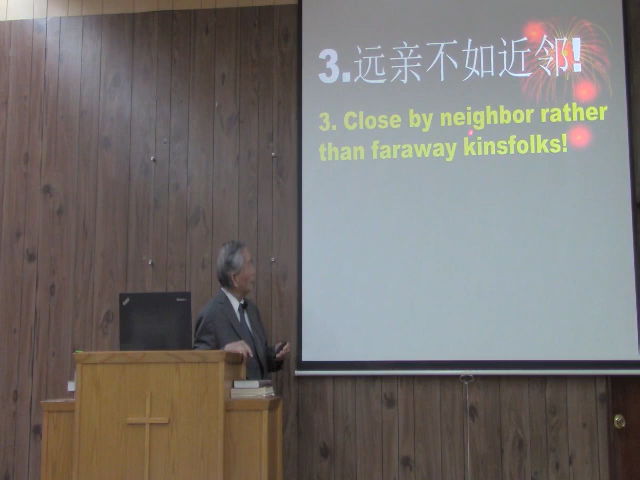 3.远亲不如近邻!
3. Close by neighbor rather
than faraway kinsfolks!